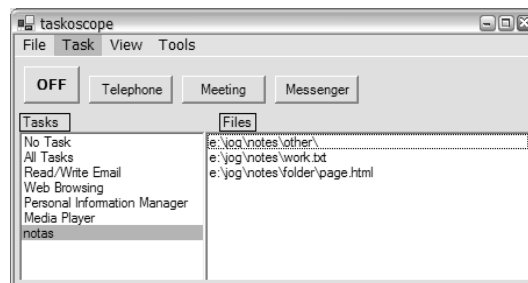 taskoscope
File Task View Tools
OFF Telephone Meeting Messenger
Tasks Files
No Task e:\jog\notes\other\
All Tasks e:\jog\notes\work.txt
Read/Write Email e:\jog\notes\folder\page.html
Web Browsing
Personal Information Manager
Media Player
notas